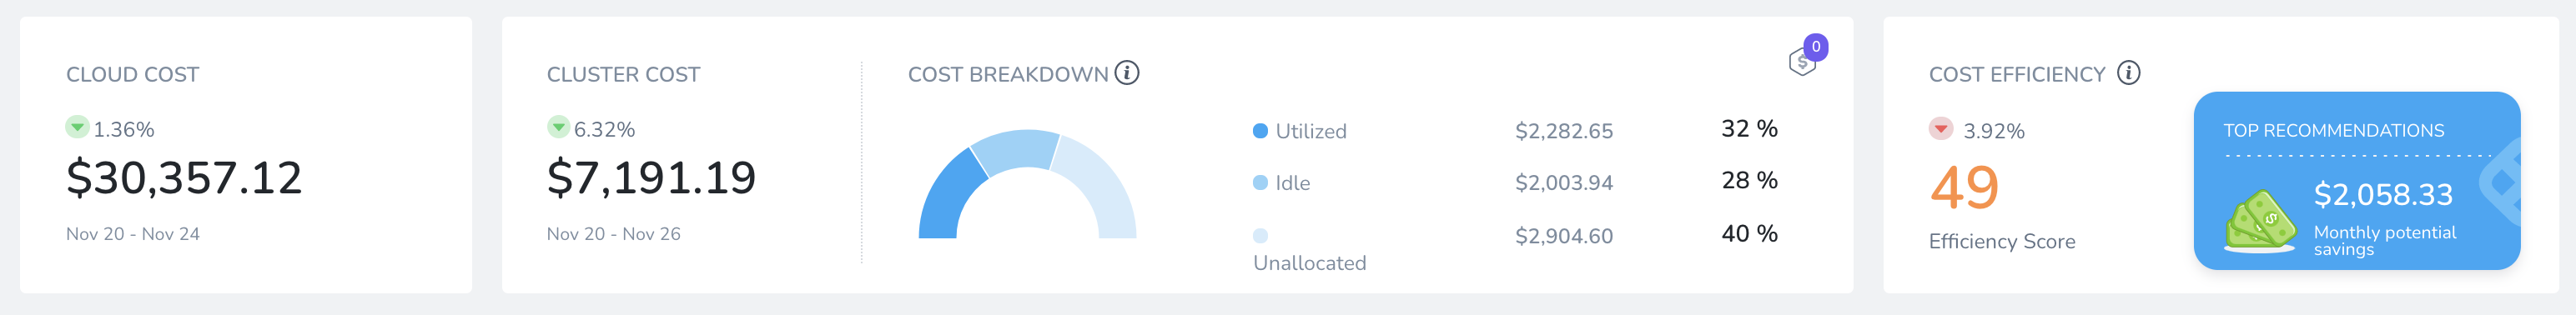 CLOUD COST
1.36%
$30,357.12
Nov 20 - Nov 24
CLUSTER COST
6.32%
$7,191.19
Nov 20 - Nov 26
COST BREAKDOWN i
$ 0
Utilized $2,282.65 32 %
Idle $2,003.94 28 %
$2,904.60 40 %
Unallocated
COST EFFICIENCY i
3.92%
49
Efficiency Score
TOP RECOMMENDATIONS
$2,058.33
Monthly potential
savings